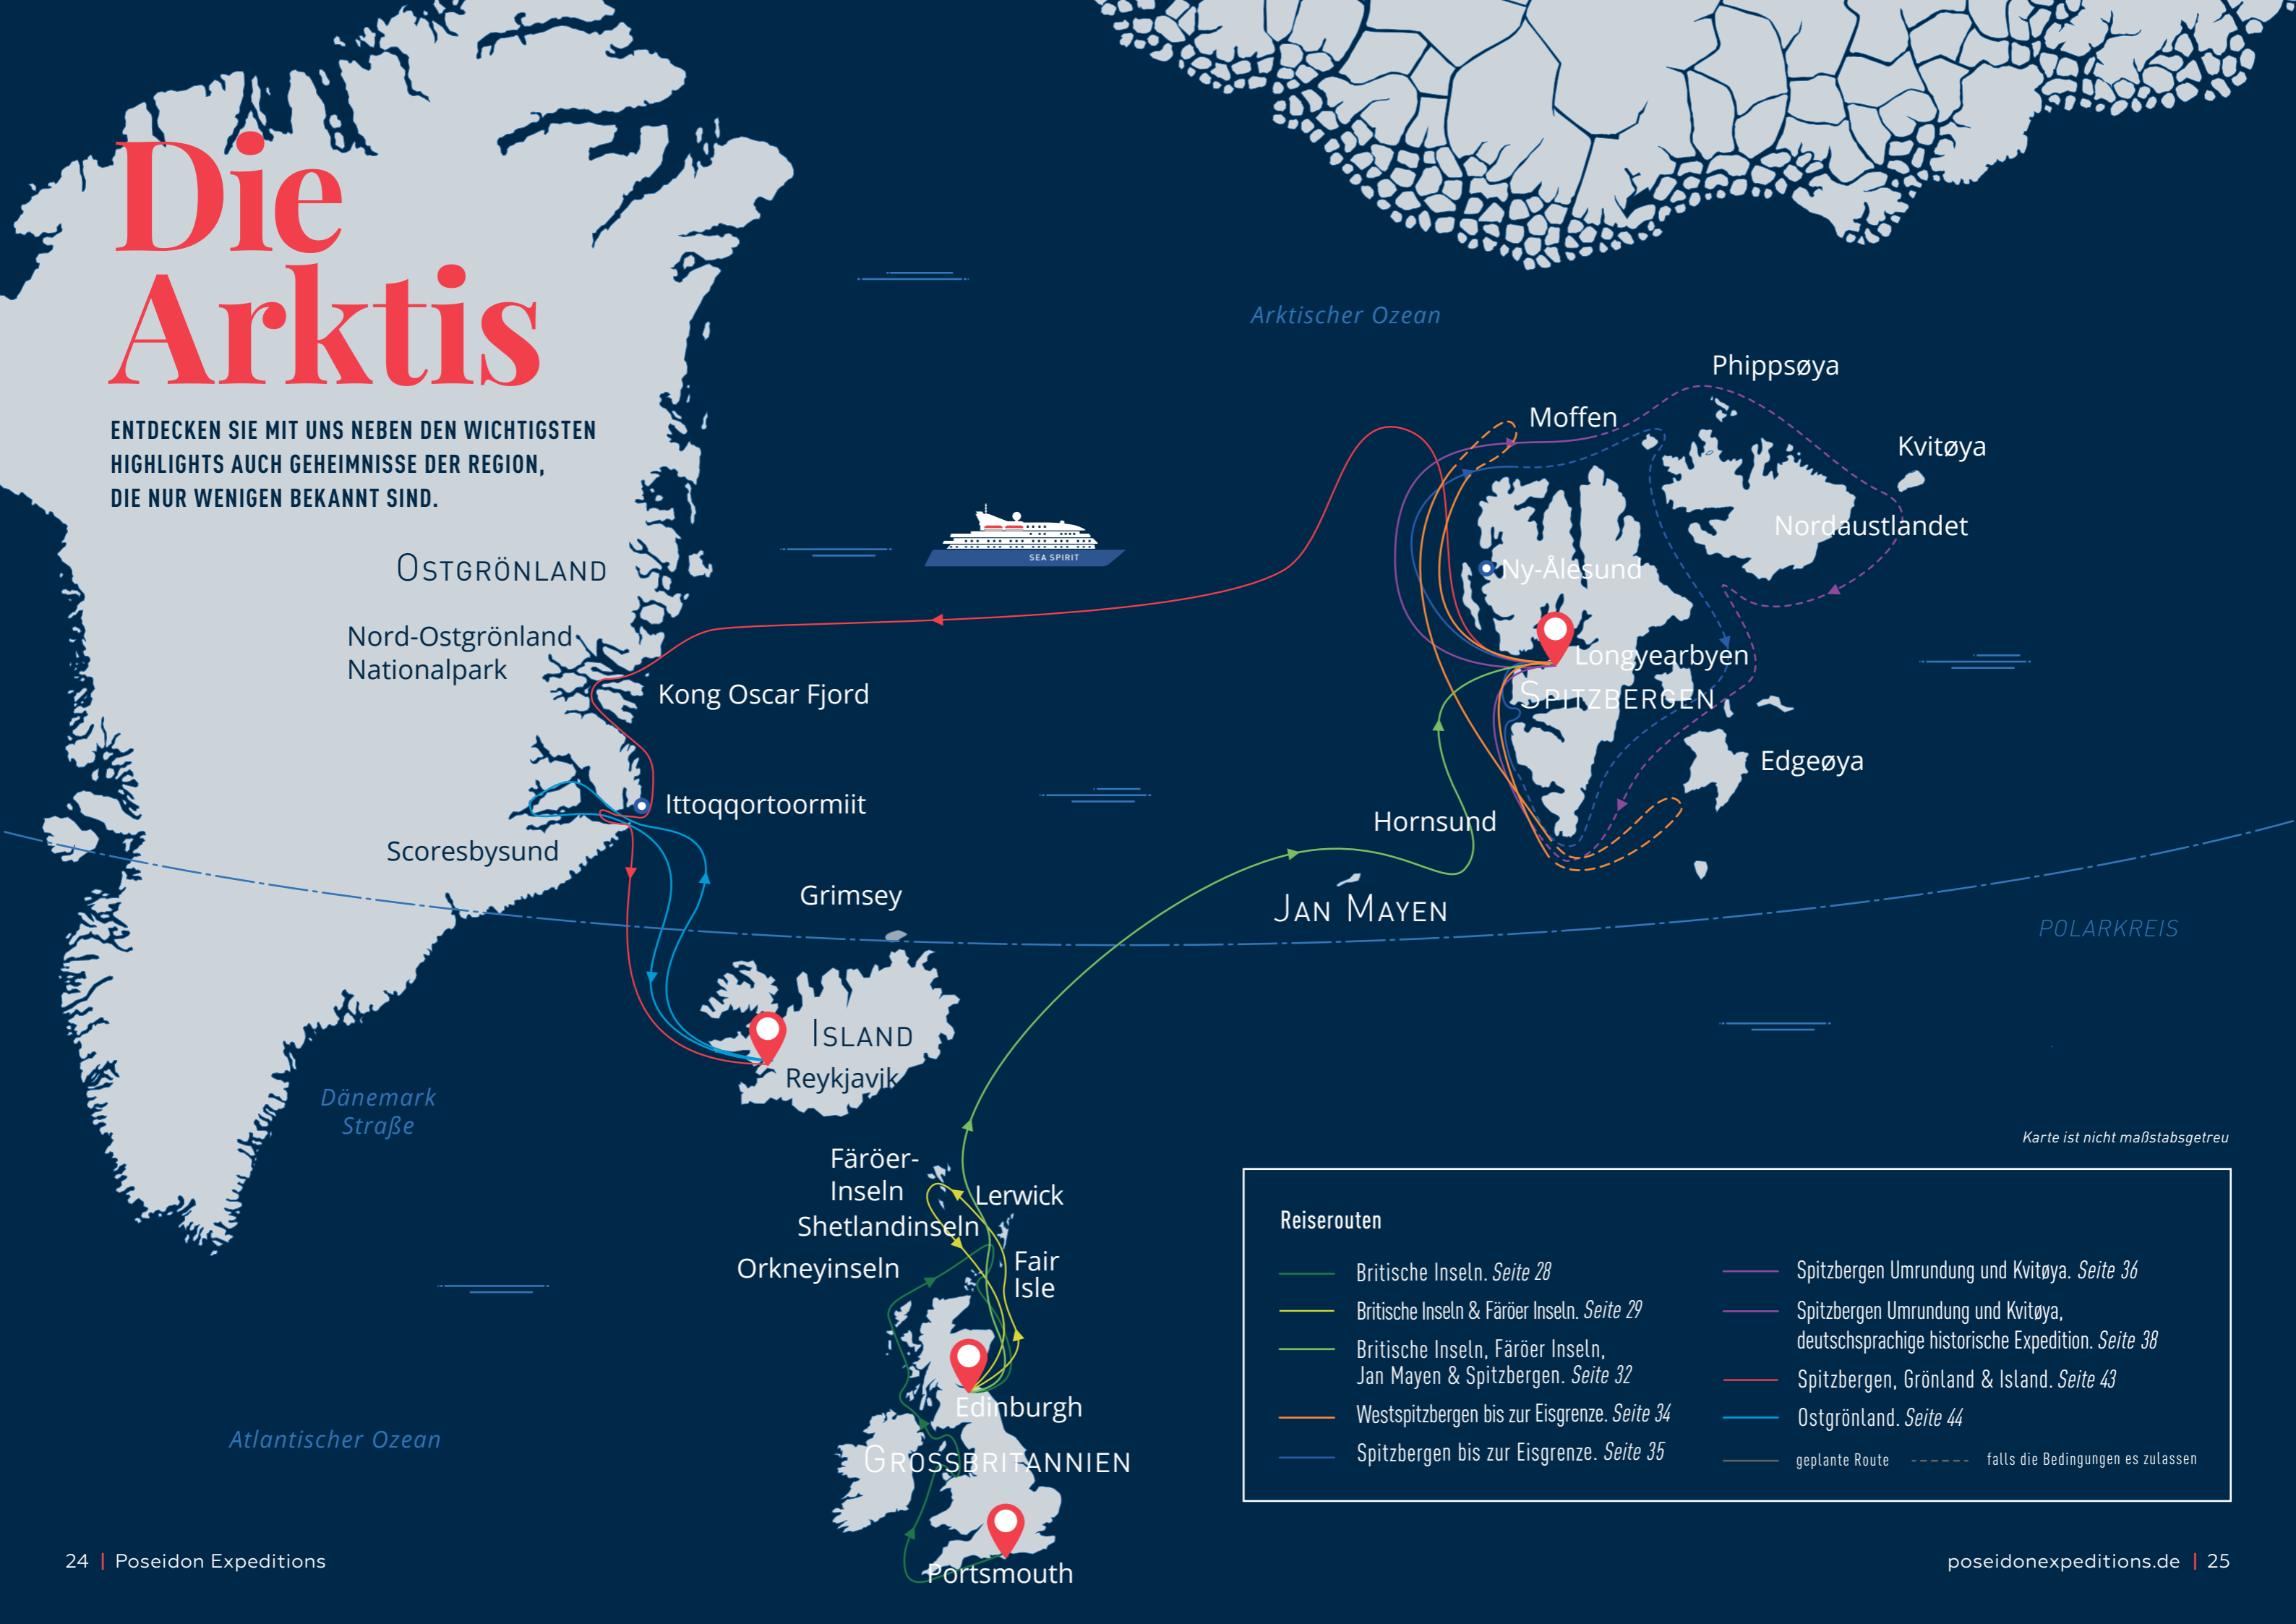 Die
Arktis
ENTDECKEN SIE MIT UNS NEBEN DEN WICHTIGSTEN
HIGHLIGHTS AUCH GEHEIMNISSE DER REGION,
DIE NUR WENIGEN BEKANNT SIND.
Arktischer Ozean
Phippsøya
Moffen
Kvitøya
Nordaustlandet
SEA SPIRIT
OSTGRÖNLAND
Ny-Ålesund
Nord-Ostgrönland
Nationalpark
Longyearbyen
Kong Oscar Fjord
SPITZBERGEN
Edgeøya
Ittoqqortoormiit
Hornsund
Scoresbysund
Grimsey
JAN MAYEN
POLARKREIS
ISLAND
Reykjavik
Dänemark
Straße
Färöer-
Inseln
Lerwick
Shetlandinseln
Orkneyinseln
Fair
Isle
Edinburgh
Atlantischer Ozean
GROSSBRITANNIEN
Portsmouth
Karte ist nicht maßstabsgetreu
Reiserouten
Britische Inseln. Seite 28
Britische Inseln & Färöer Inseln. Seite 29
Britische Inseln, Färöer Inseln,
Jan Mayen & Spitzbergen. Seite 32
Westspitzbergen bis zur Eisgrenze. Seite 34
Spitzbergen bis zur Eisgrenze. Seite 35
Spitzbergen Umrundung und Kvitøya. Seite 36
Spitzbergen Umrundung und Kvitøya,
deutschsprachige historische Expedition. Seite 38
Spitzbergen, Grönland & Island. Seite 43
Ostgrönland. Seite 44
geplante Route
falls die Bedingungen es zulassen
24 | Poseidon Expeditions
poseidonexpeditions.de | 25